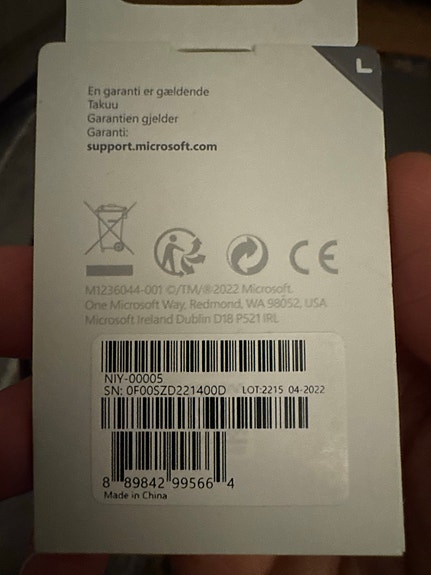 L
En garanti er gældende
Takuu
Garantien gjelder
Garanti:
support.microsoft.com
CE
M1236044-001 ©/TM/®2022 Microsoft.
One Microsoft Way, Redmond, WA 98052. USA
Microsoft Ireland Dublin D18 P521 IRL
NIY-00005
SN: 0F00SZD221400D LOT:2215 04-2022
8 89842 99566 4
Made in China